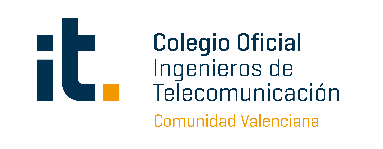 it.
Colegio Oficial
Ingenieros de
Telecomunicación
Comunidad Valenciana